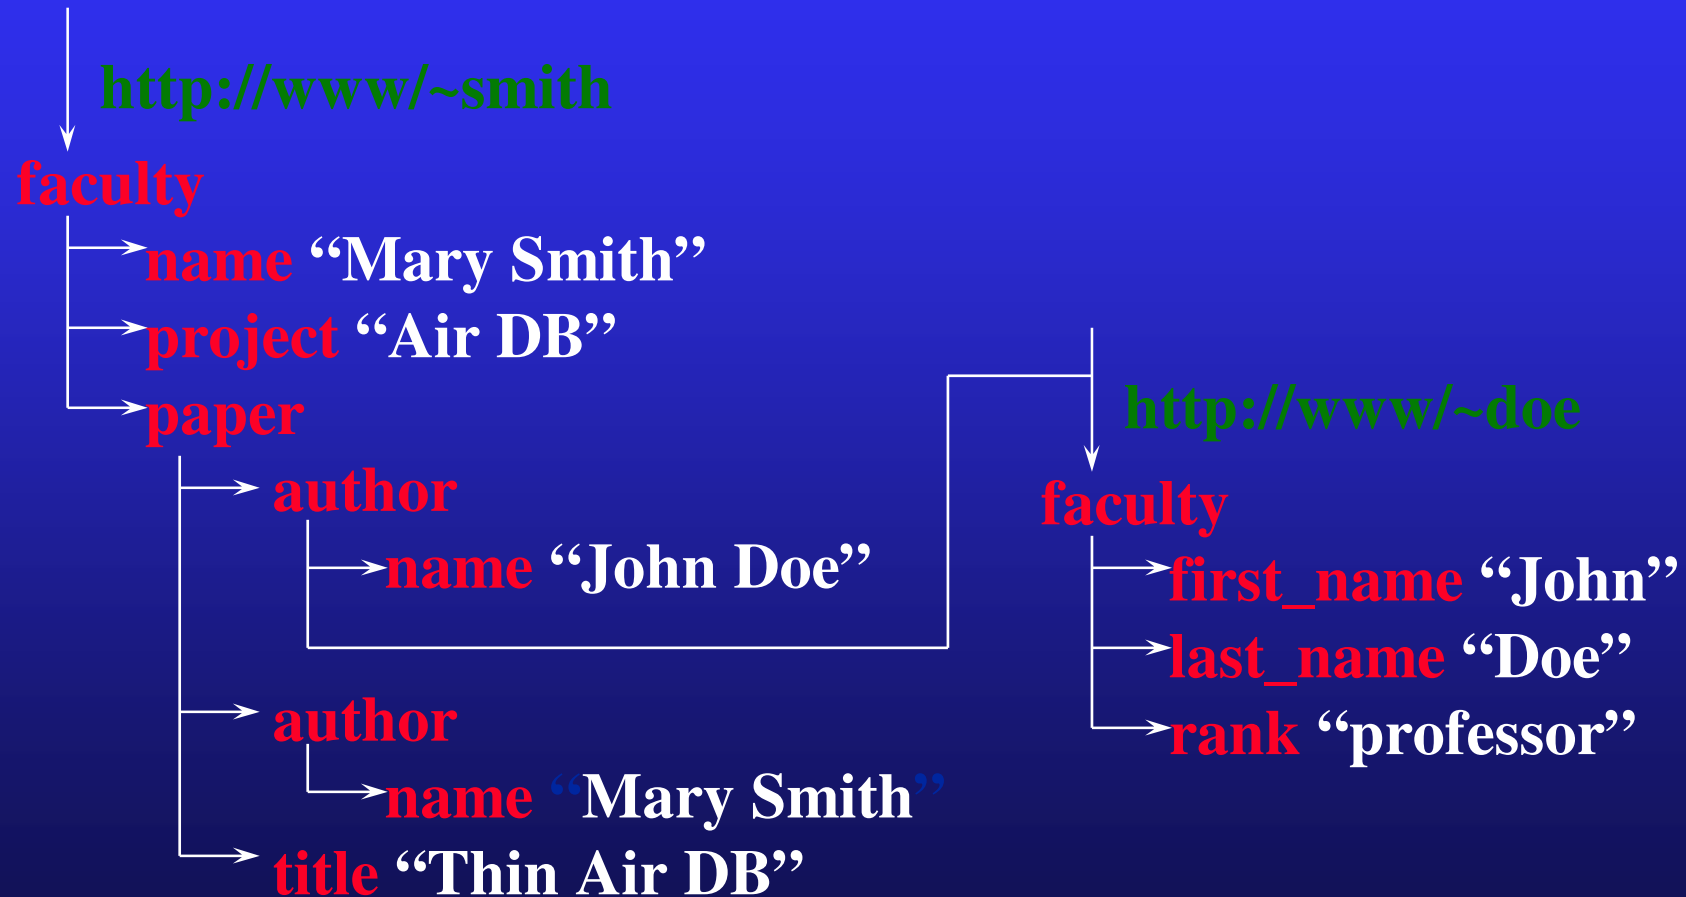 http://www/~smith
faculty
name “Mary Smith”
project “Air DB”
paper
author
name “John Doe”
author
name “Mary Smith”
title “Thin Air DB”
http://www/~doe
faculty
first_name “John”
last_name “Doe”
rank “professor”